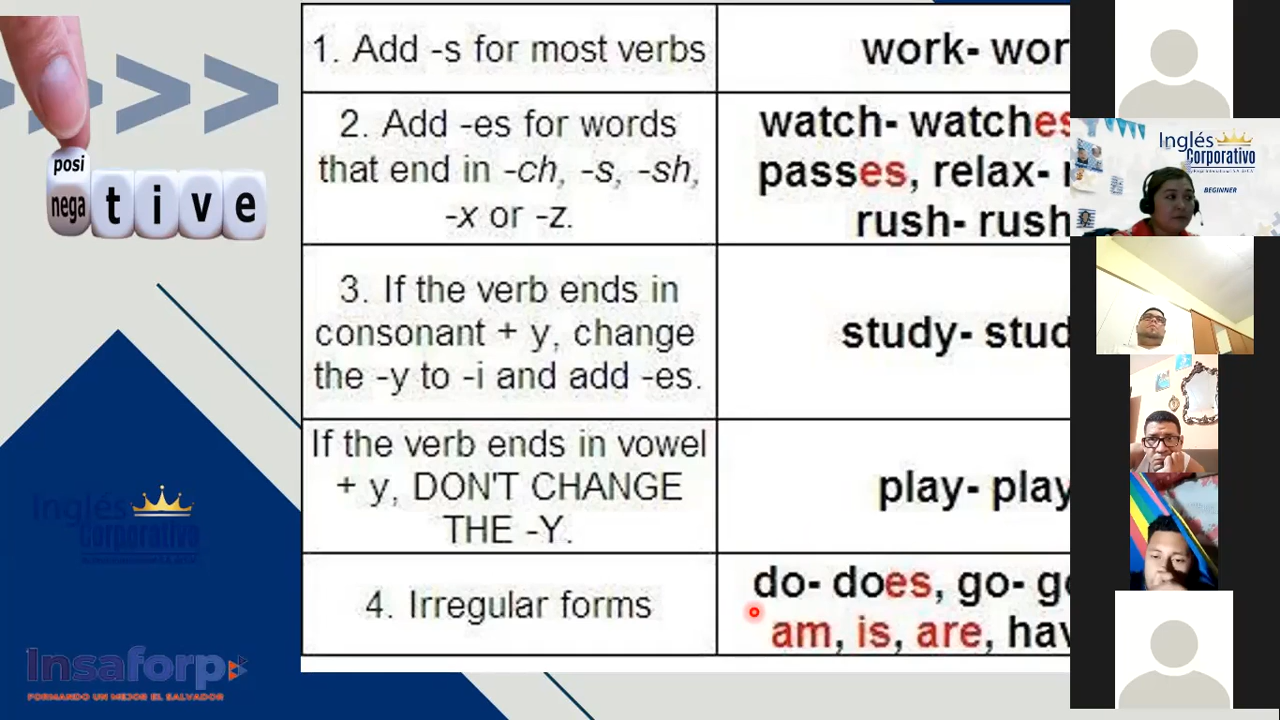 posi
nega
t i v e
1. Add -s for most verbs
work- wor
2. Add -es for words
that end in -ch, -s, -sh,
-x or -z.
watch- watches
passes, relax-
rush- rush
3. If the verb ends in
consonant + y, change
the -y to -i and add -es.
study- stud
If the verb ends in vowel
+ y, DON'T CHANGE
THE -Y.
play- play
4. Irregular forms
do- does, go- go
am, is, are, hav
Inglés
Corporativo
Insaforp
FORMANDO UN MEJOR EL SALVADOR
Inglés
Corporativo
BEGINNER